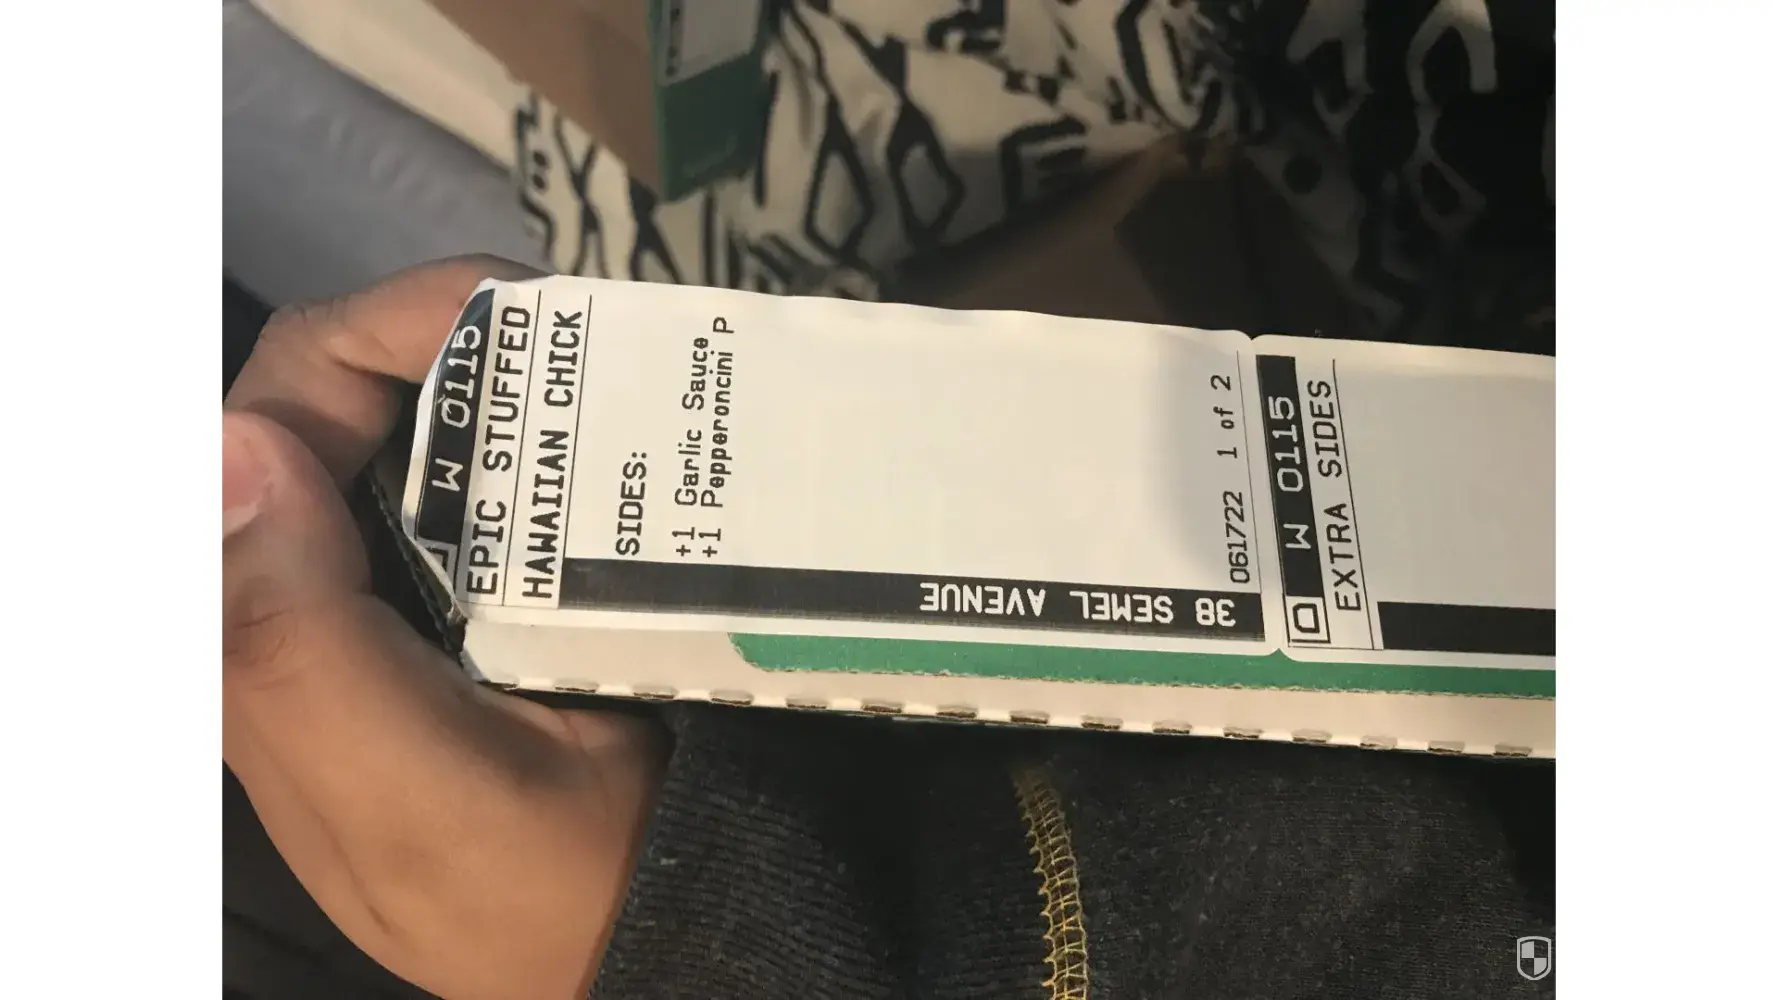 W 0115
EPIC STUFFED
HAWAIIAN CHICK
SIDES:
+1 Garlic Sauce
+1 Pepperoncini P
38 SEMEL AVENUE
061722 1 of 2
D W 0115
EXTRA SIDES